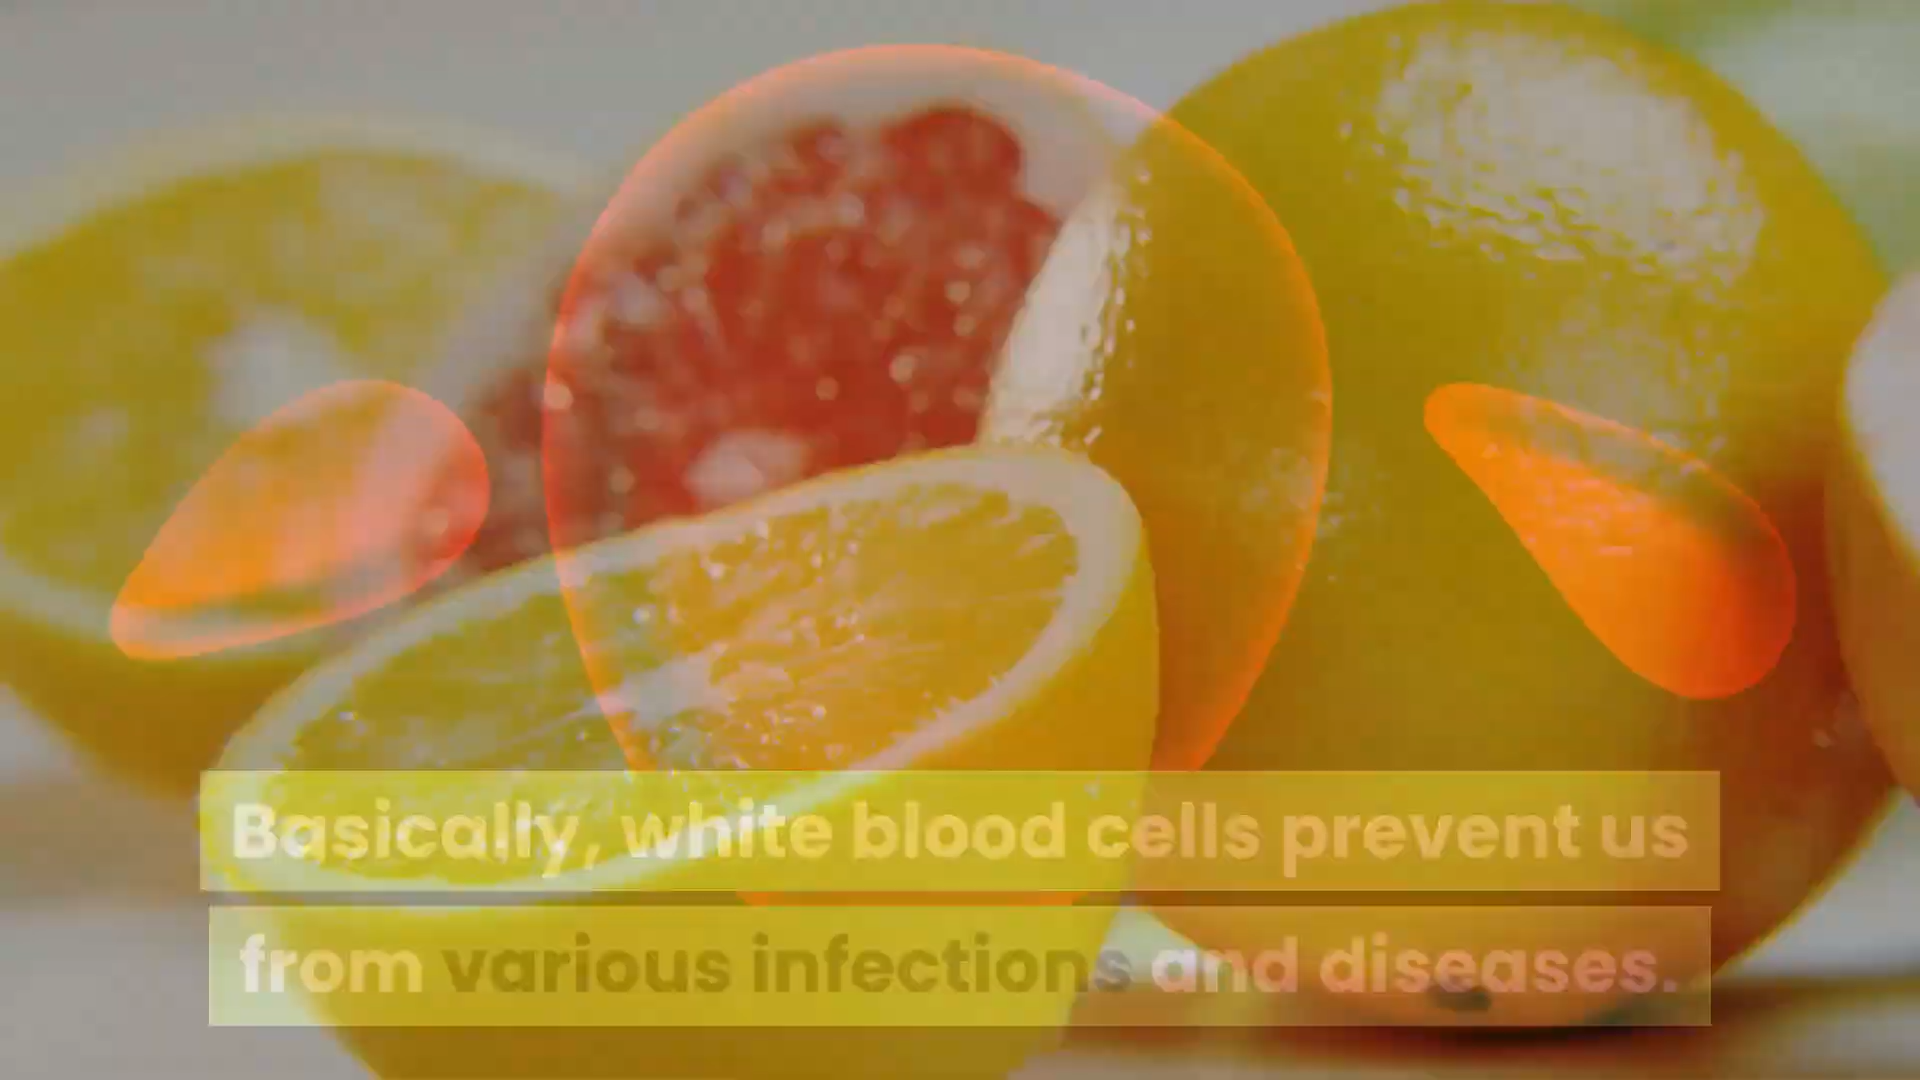 Basically, white blood cells prevent us
from various infections and diseases.